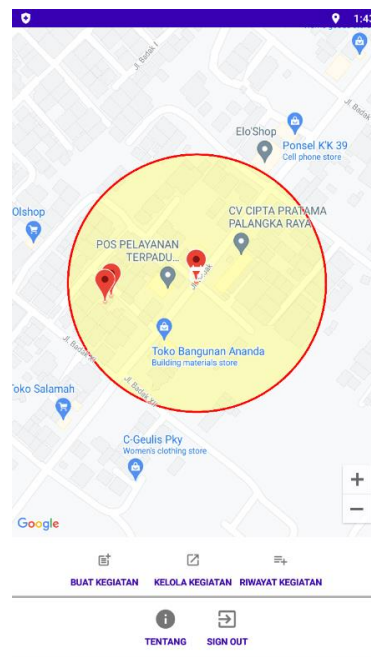 1:43
Jl. Badak I
Elo'Shop
Ponsel K'K 39
Cell phone store
Jl. Badak
Olshop
CV CIPTA PRATAMA
PALANGKA RAYA
POS PELAYANAN
TERPADU...
Toko Bangunan Ananda
Building materials store
Toko Salamah
Jl. Badak
C-Geulis Pky
Women's clothing store
Google
BUAT KEGIATAN
KELOLA KEGIATAN
RIWAYAT KEGIATAN
TENTANG
SIGN OUT